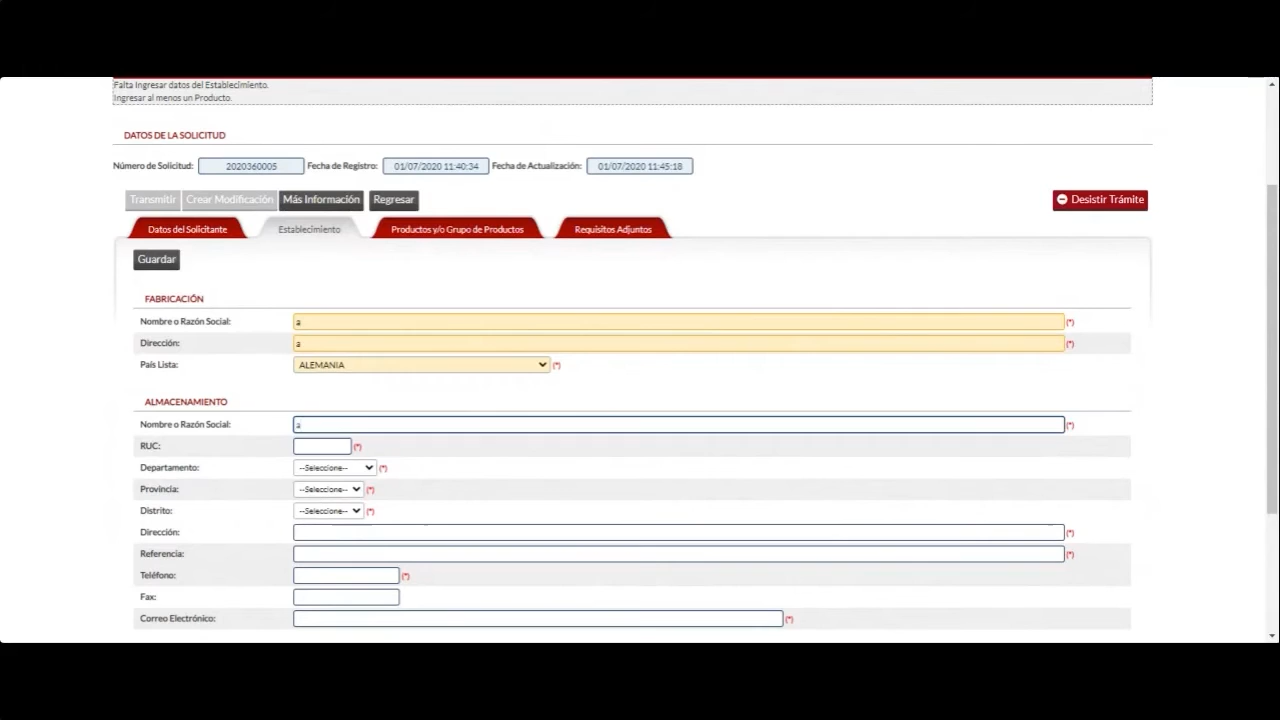 Falta Ingresar datos del Establecimiento.
Ingresar al menos un Producto.
DATOS DE LA SOLICITUD
Número de Solicitud: 2020360005 Fecha de Registro: 01/07/2020 11:40:34 Fecha de Actualización: 01/07/2020 11:45:18
Transmitir Crear Modificación Más Información Regresar Desistir Trámite
Datos del Solicitante Establecimiento Productos y/o Grupo de Productos Requisitos Adjuntos
Guardar
FABRICACIÓN
Nombre o Razón Social: a (*)
Dirección: a (*)
País Lista: ALEMANIA (*)
ALMACENAMIENTO
Nombre o Razón Social: a (*)
RUC: (*)
Departamento: --Seleccione-- (*)
Provincia: --Seleccione-- (*)
Distrito: --Seleccione-- (*)
Dirección: (*)
Referencia: (*)
Teléfono: (*)
Fax:
Correo Electrónico: (*)